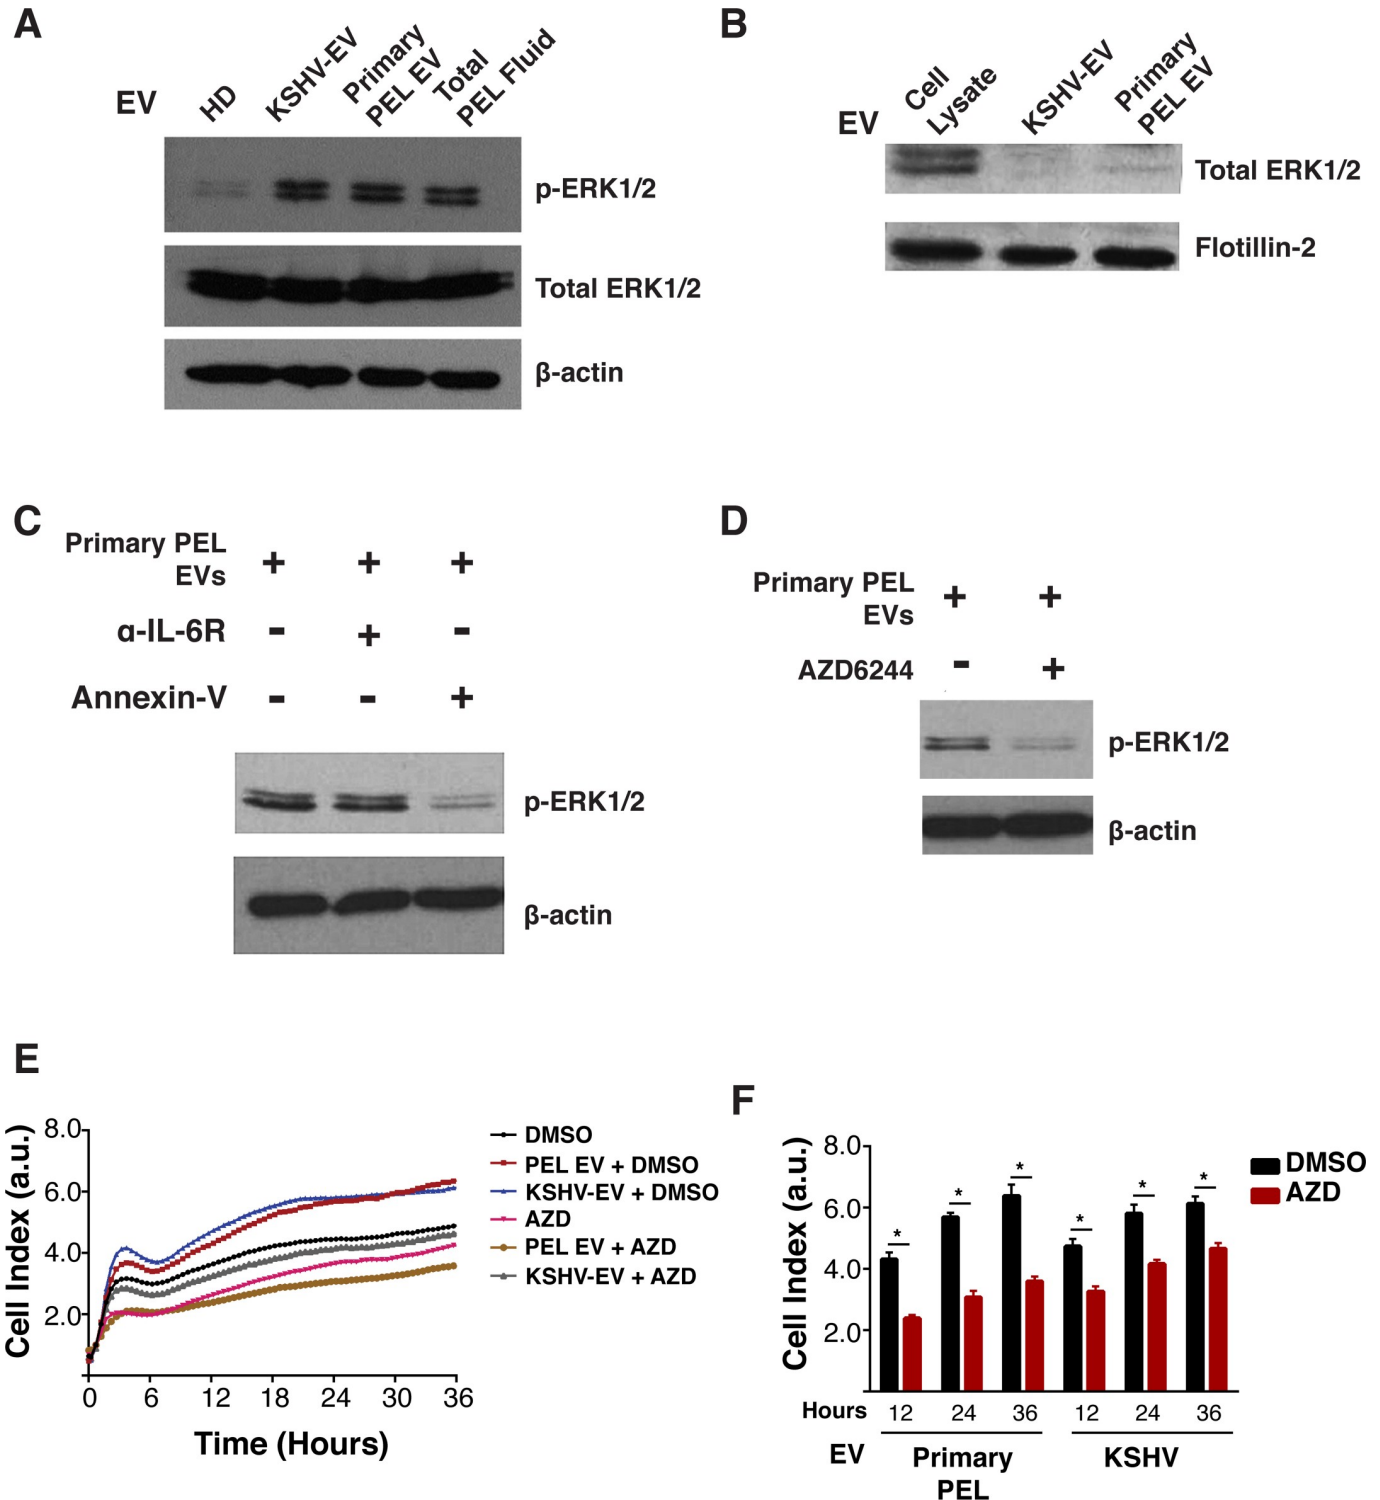 A
EV
HD
KSHV-EV
Primary
PEL EV
Total
PEL Fluid
p-ERK1/2
Total ERK1/2
β-actin
B
EV
Cell
Lysate
KSHV-EV
Primary
PEL EV
Total ERK1/2
Flotillin-2
C
Primary PEL
EVs + + +
α-IL-6R - + -
Annexin-V - - +
p-ERK1/2
β-actin
D
Primary PEL
EVs + +
AZD6244 - +
p-ERK1/2
β-actin
E
Cell Index (a.u.)
8.0
6.0
4.0
2.0
0 6 12 18 24 30 36
Time (Hours)
DMSO
PEL EV + DMSO
KSHV-EV + DMSO
AZD
PEL EV + AZD
KSHV-EV + AZD
F
Cell Index (a.u.)
8.0
6.0
4.0
2.0
* * * * * *
DMSO
AZD
Hours 12 24 36 12 24 36
EV Primary KSHV
PEL